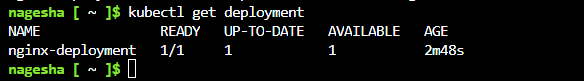 nagesha [ ~ ]$ kubectl get deployment
NAME READY UP-TO-DATE AVAILABLE AGE
nginx-deployment 1/1 1 1 2m48s
nagesha [ ~ ]$